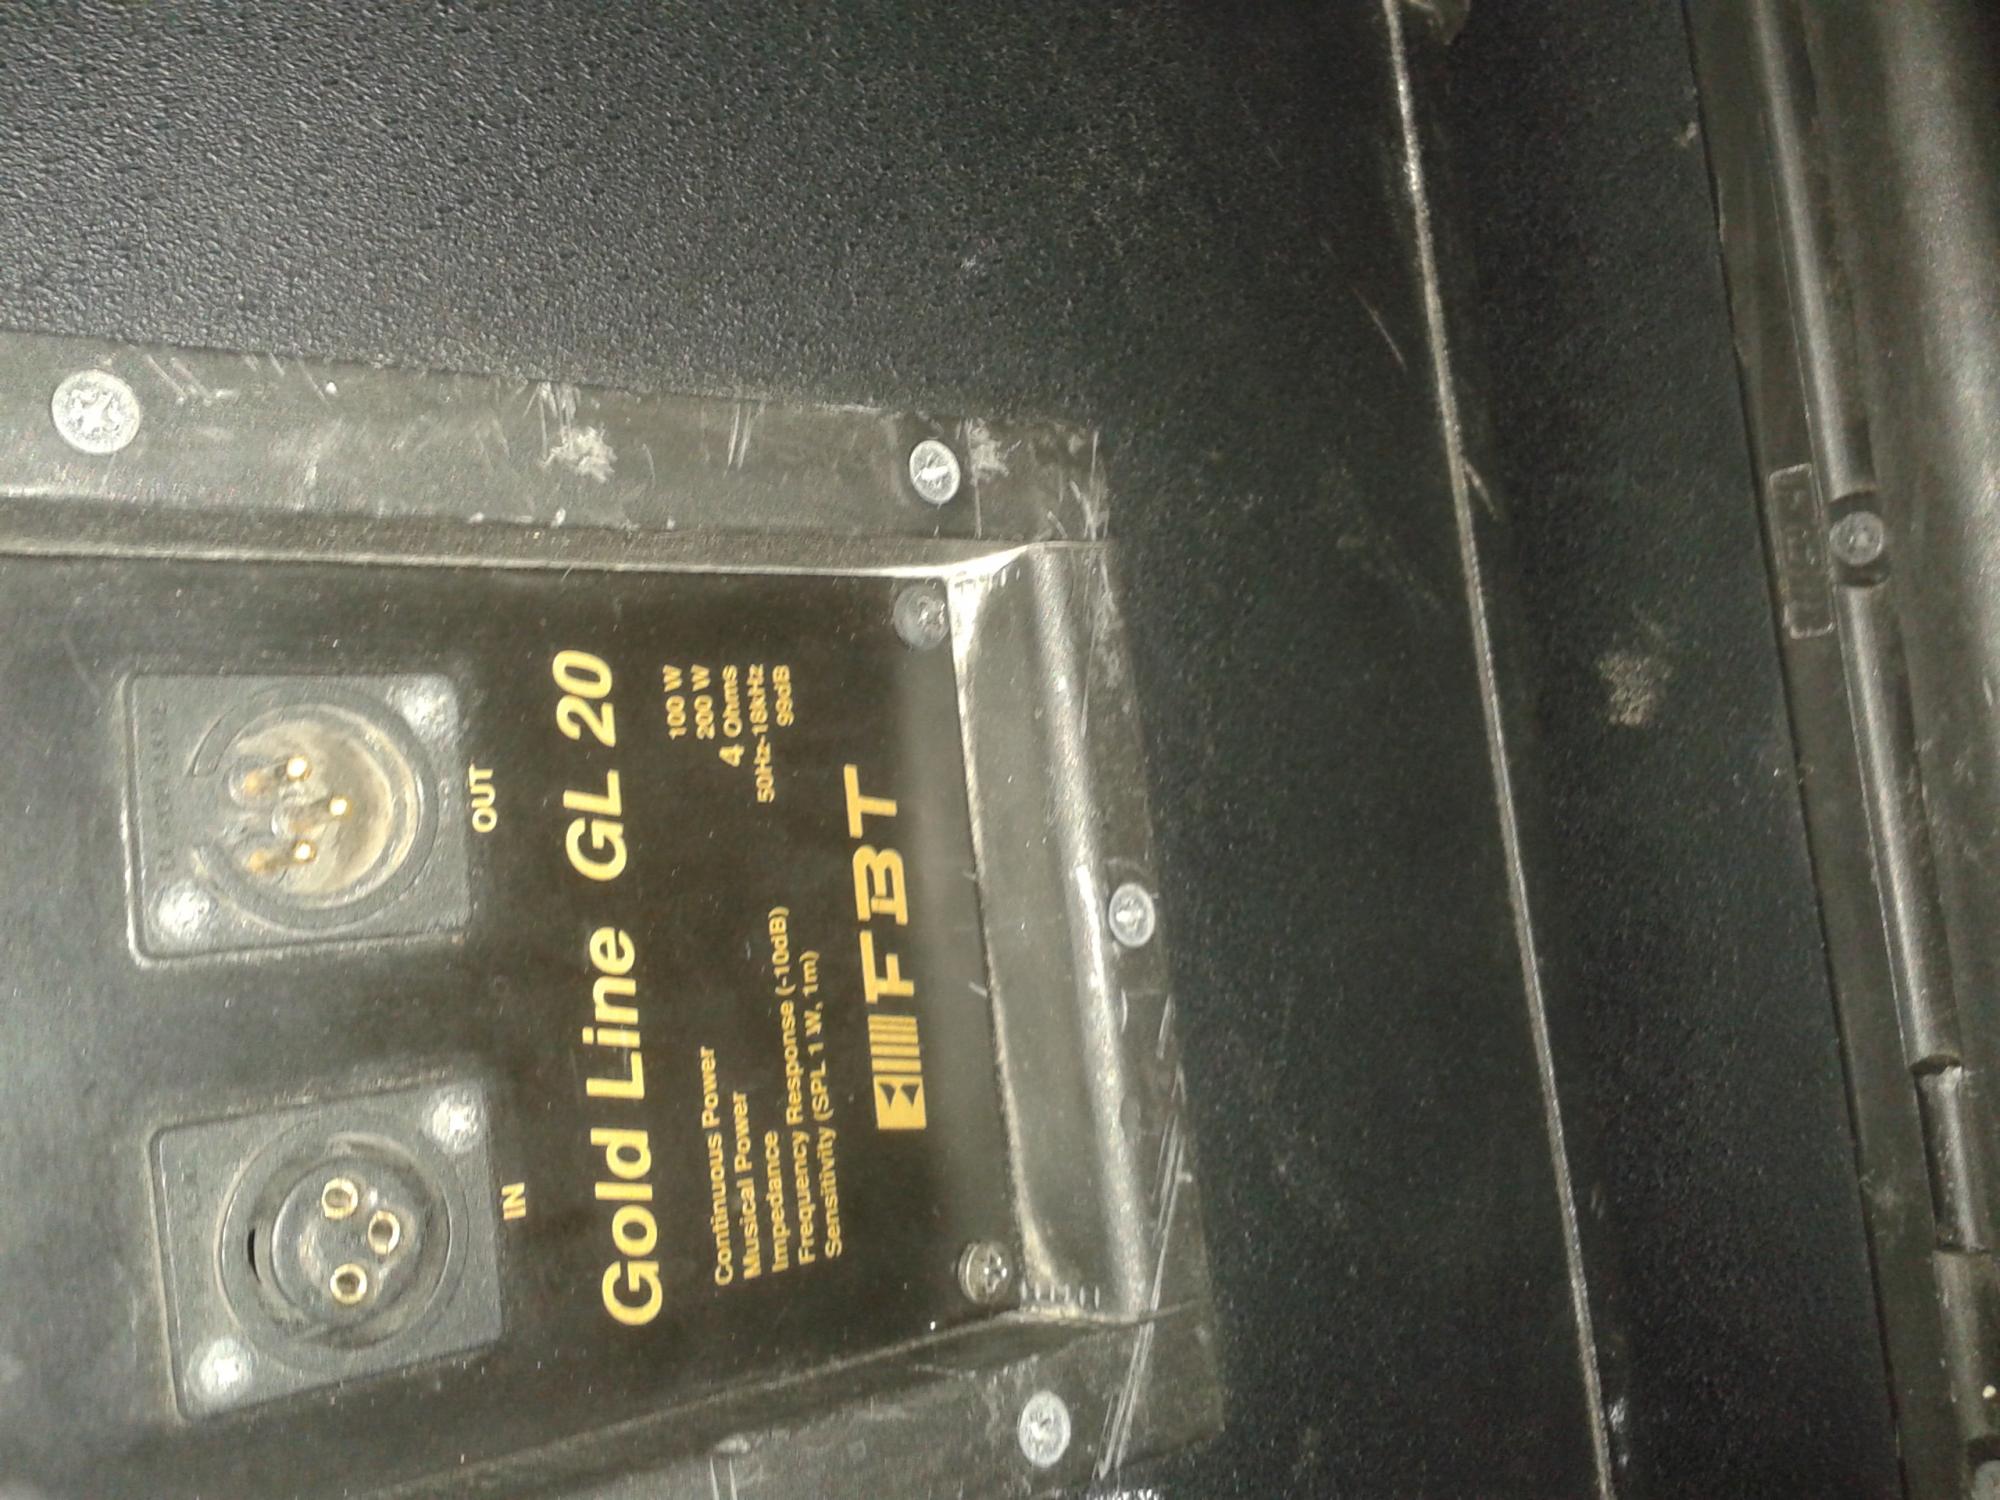 OUT
IN
Gold Line GL 20
Continuous Power 100 W
Musical Power 200 W
Impedance 4 Ohms
Frequency Response (-10dB) 50Hz-18kHz
Sensitivity (SPL 1 W, 1m) 99dB
FBT